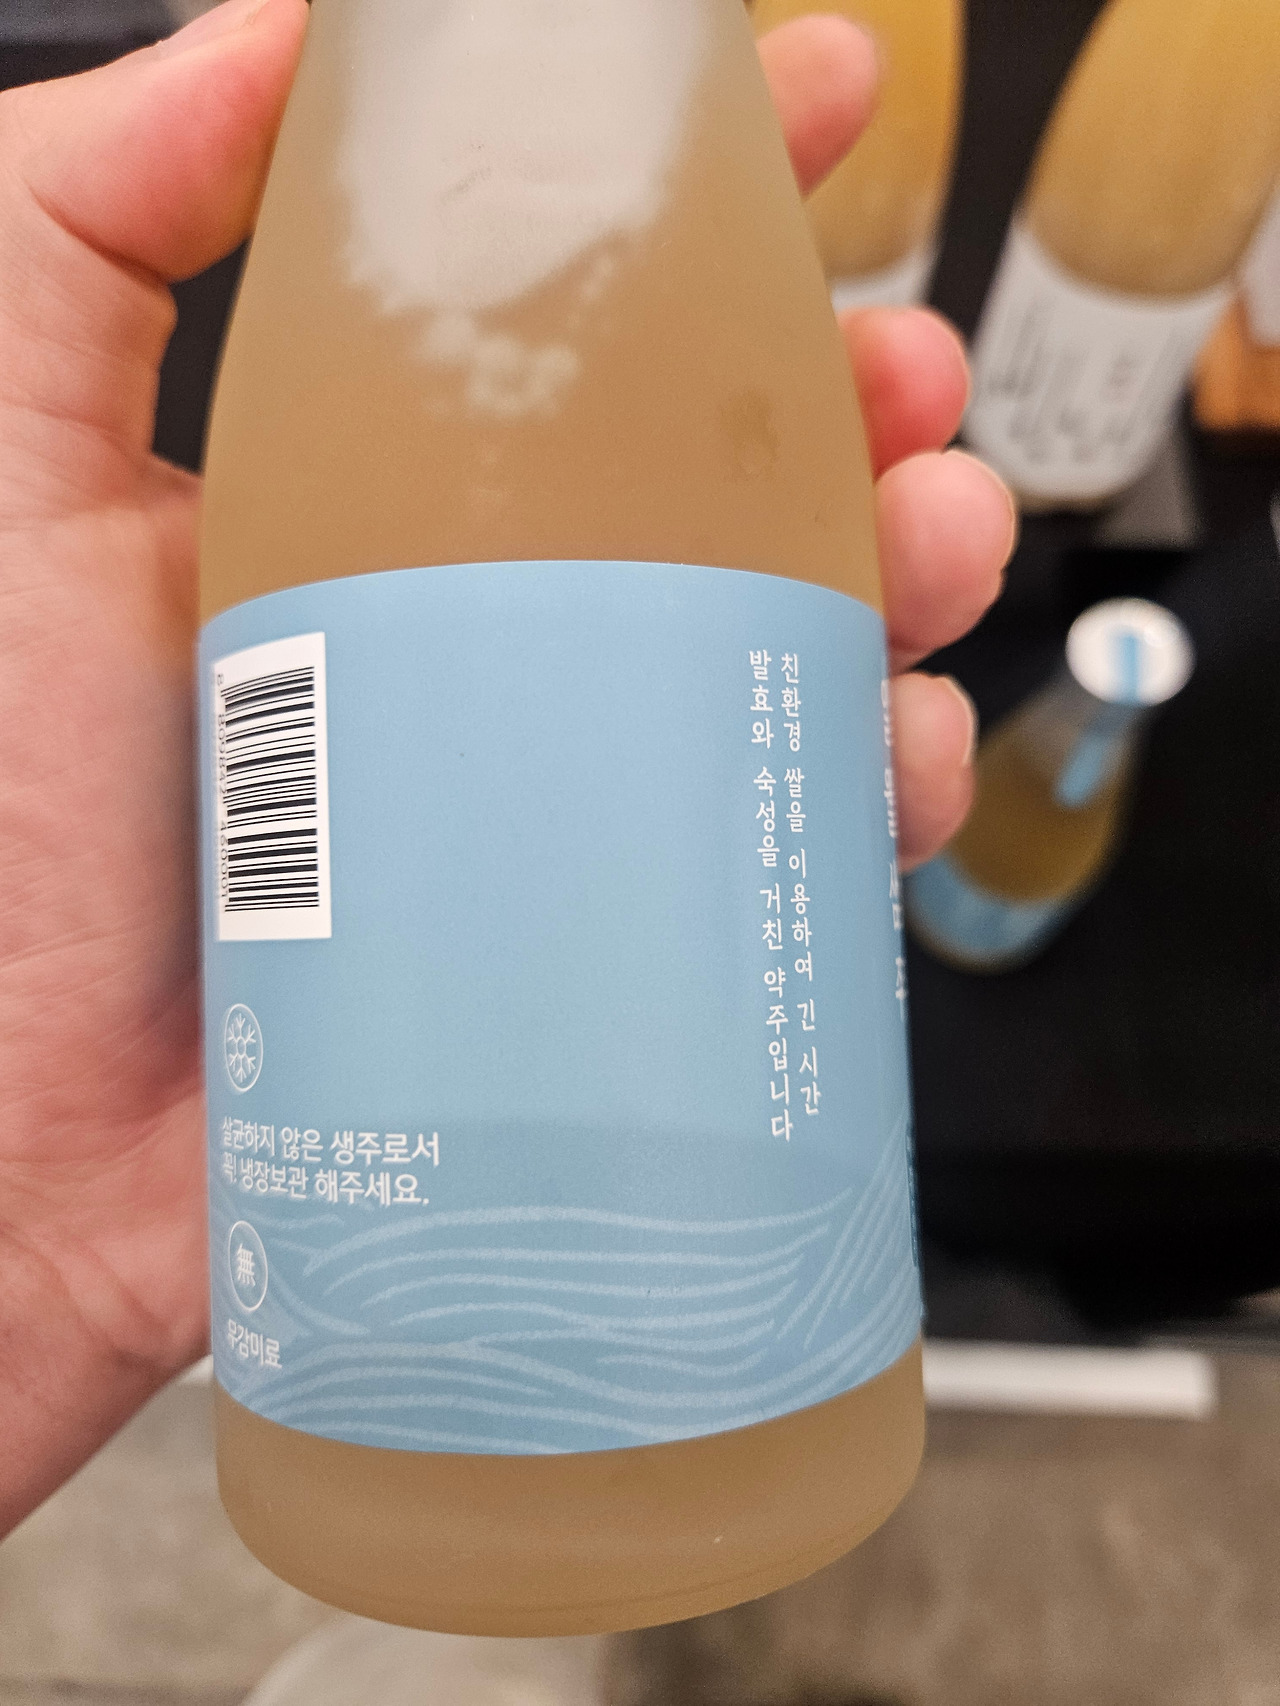 친환경 쌀을 이용하여 긴 시간
발효와 숙성을 거친 약주입니다
살균하지 않은 생주로서
꼭! 냉장보관 해주세요.
無
무감미료